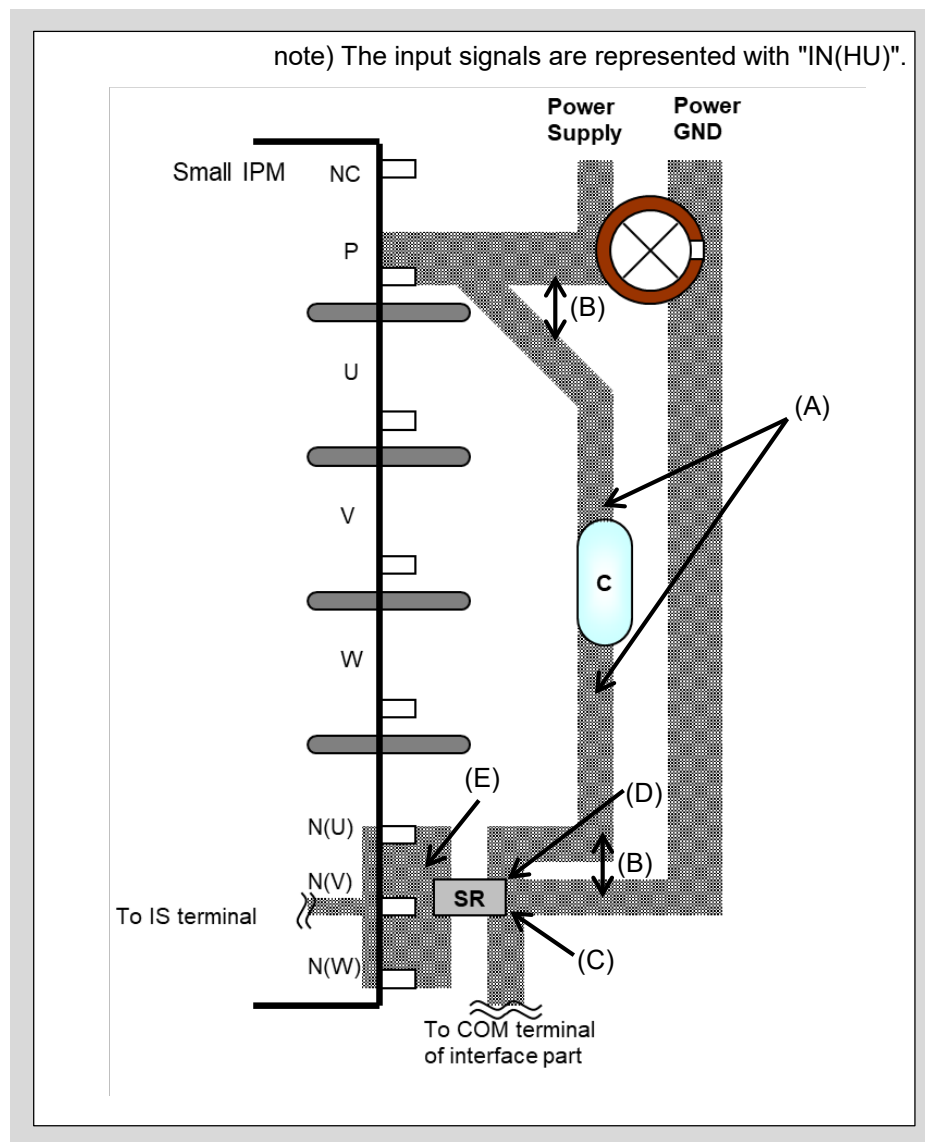 note) The input signals are represented with "IN(HU)".
Power
Supply
Power
GND
Small IPM
NC
P
(B)
U
(A)
V
C
W
(E)
(D)
N(U)
(B)
N(V)
SR
To IS terminal
(C)
N(W)
To COM terminal
of interface part